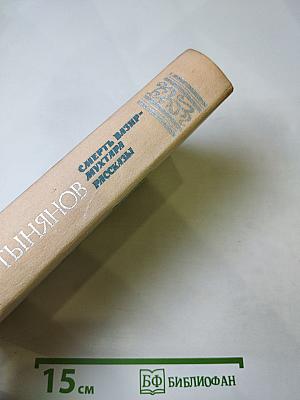 ТЫНЯНОВ
СМЕРТЬ ВАЗИР-
МУХТАРА
РАССКАЗЫ
15 см
БФ БИБЛИОФАН